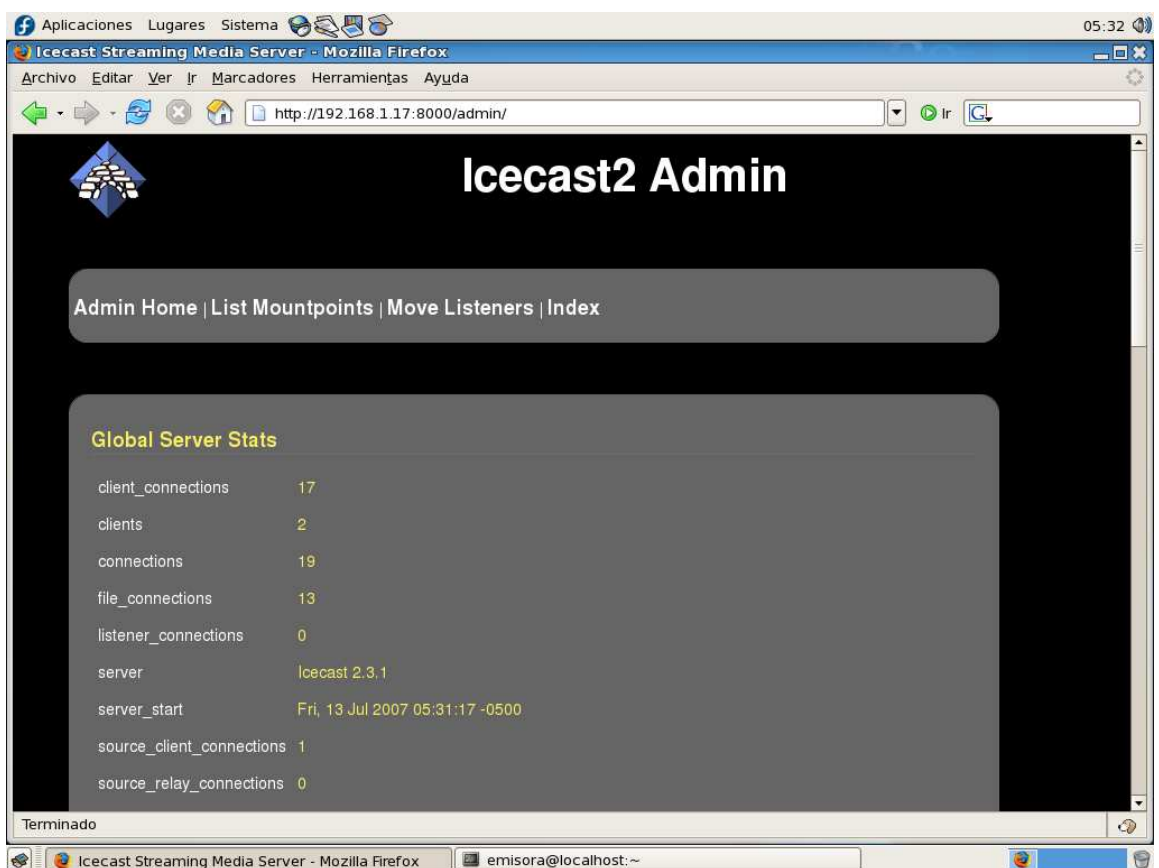 Aplicaciones Lugares Sistema 05:32
Icecast Streaming Media Server - Mozilla Firefox
Archivo Editar Ver Ir Marcadores Herramientas Ayuda
http://192.168.1.17:8000/admin/ Ir G
Icecast2 Admin
Admin Home | List Mountpoints | Move Listeners | Index
Global Server Stats
client_connections 17
clients 2
connections 19
file_connections 13
listener_connections 0
server Icecast 2.3.1
server_start Fri, 13 Jul 2007 05:31:17 -0500
source_client_connections 1
source_relay_connections 0
Terminado
Icecast Streaming Media Server - Mozilla Firefox emisora@localhost:~